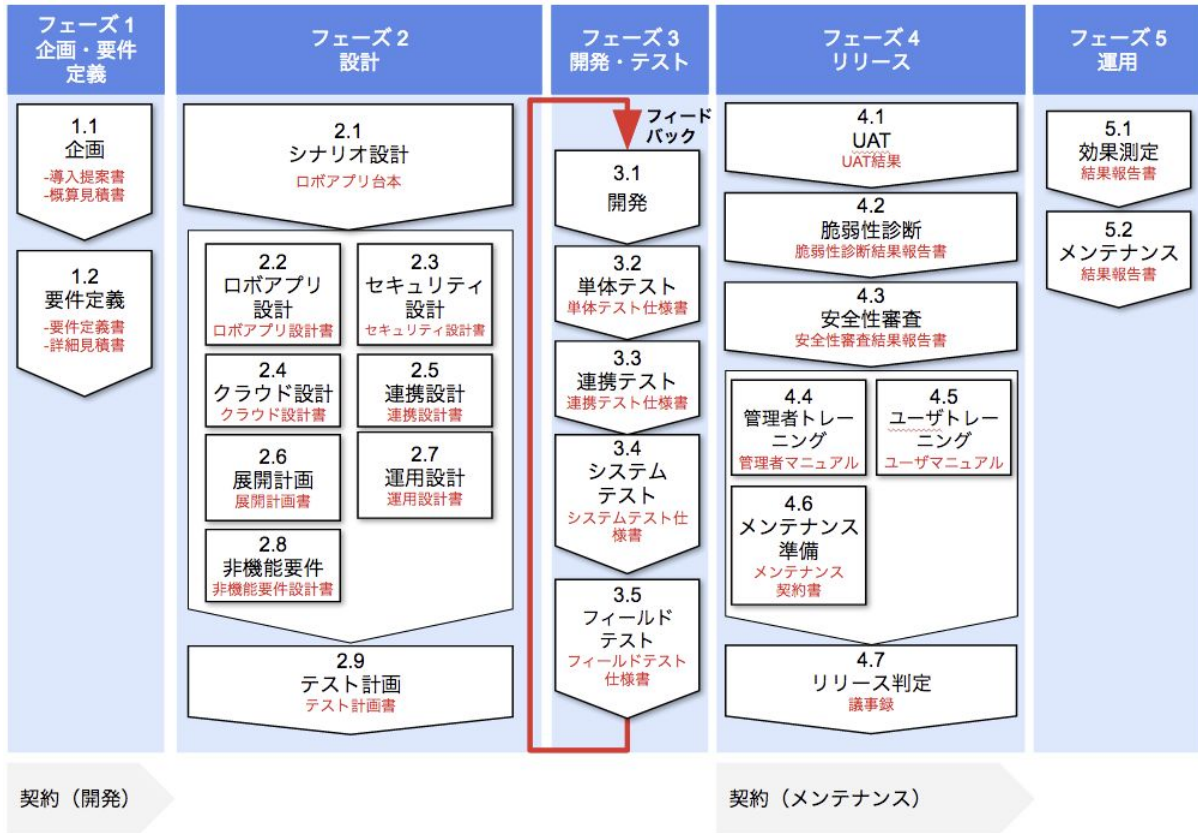 フェーズ 1
企画・要件
定義
1.1
企画
-導入提案書
-概算見積書
1.2
要件定義
-要件定義書
-詳細見積書
フェーズ 2
設計
2.1
シナリオ設計
ロボアプリ台本
2.2
ロボアプリ
設計
ロボアプリ設計書
2.3
セキュリティ
設計
セキュリティ設計書
2.4
クラウド設計
クラウド設計書
2.5
連携設計
連携設計書
2.6
展開計画
展開計画書
2.7
運用設計
運用設計書
2.8
非機能要件
非機能要件設計書
2.9
テスト計画
テスト計画書
フェーズ 3
開発・テスト
フィード
バック
3.1
開発
3.2
単体テスト
単体テスト仕様書
3.3
連携テスト
連携テスト仕様書
3.4
システム
テスト
システムテスト仕
様書
3.5
フィールド
テスト
フィールドテスト
仕様書
フェーズ 4
リリース
4.1
UAT
UAT結果
4.2
脆弱性診断
脆弱性診断結果報告書
4.3
安全性審査
安全性審査結果報告書
4.4
管理者トレー
ニング
管理者マニュアル
4.5
ユーザトレー
ニング
ユーザマニュアル
4.6
メンテナンス
準備
メンテナンス
契約書
4.7
リリース判定
議事録
フェーズ 5
運用
5.1
効果測定
結果報告書
5.2
メンテナンス
結果報告書
契約（開発）
契約（メンテナンス）